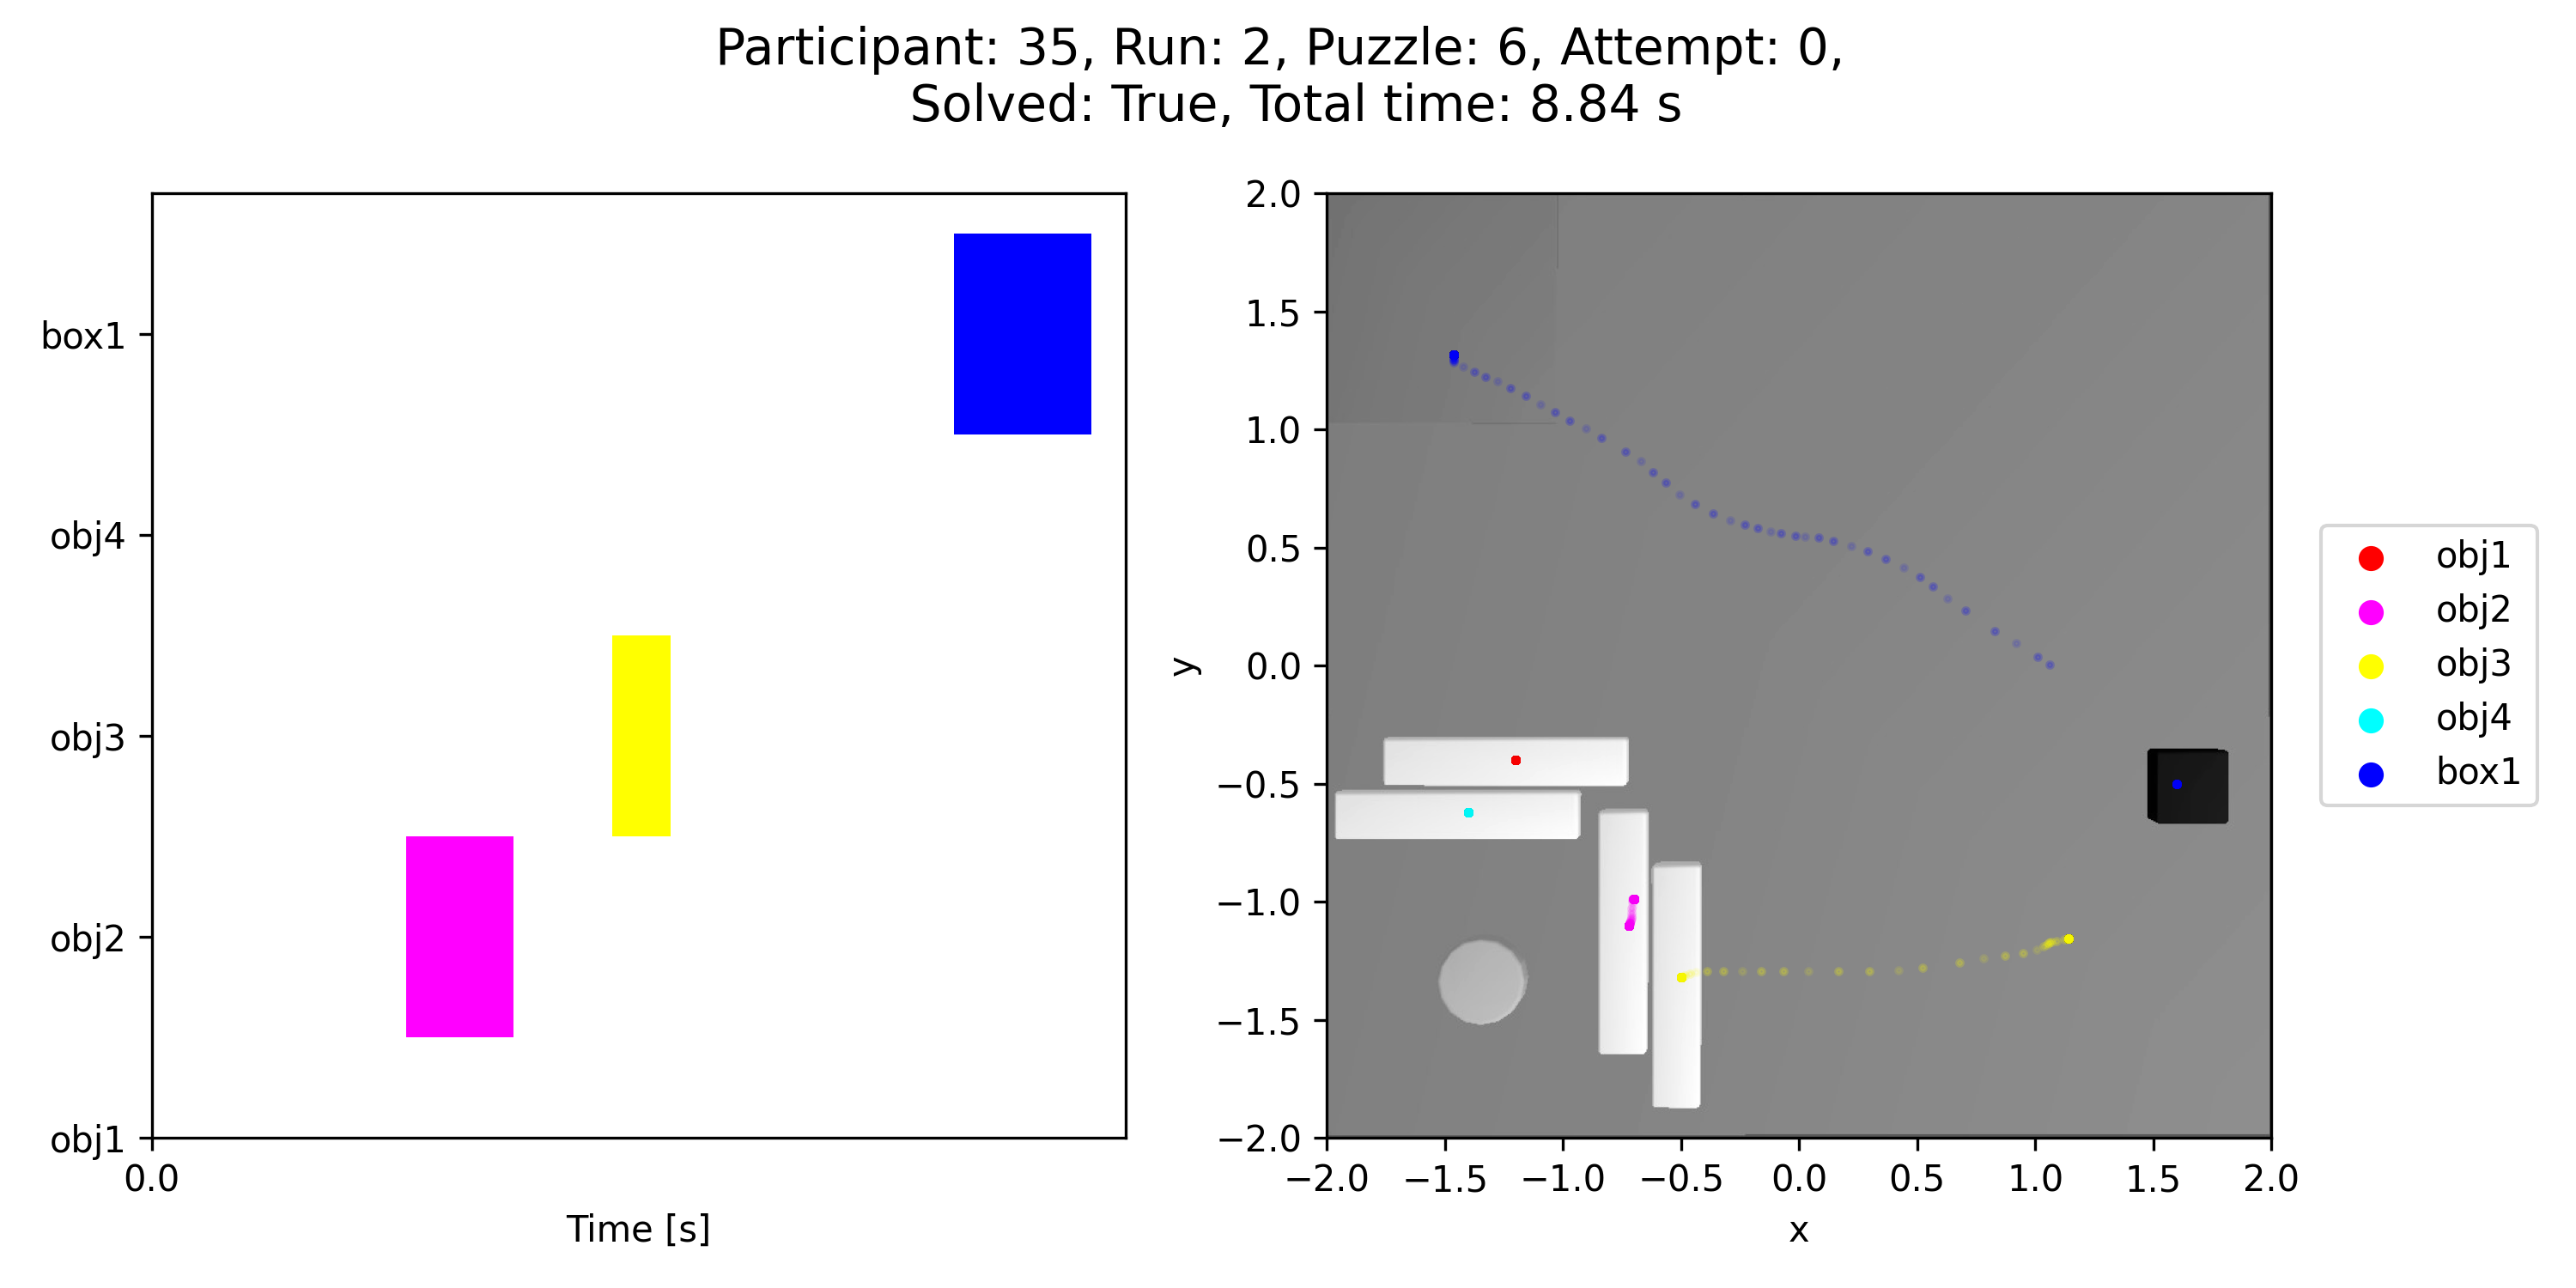 Participant: 35, Run: 2, Puzzle: 6, Attempt: 0,
Solved: True, Total time: 8.84 s
box1
obj4
obj3
obj2
obj1
0.0
Time [s]
2.0
1.5
1.0
0.5
0.0
−0.5
−1.0
−1.5
−2.0
y
−2.0 −1.5 −1.0 −0.5 0.0 0.5 1.0 1.5 2.0
x
obj1
obj2
obj3
obj4
box1